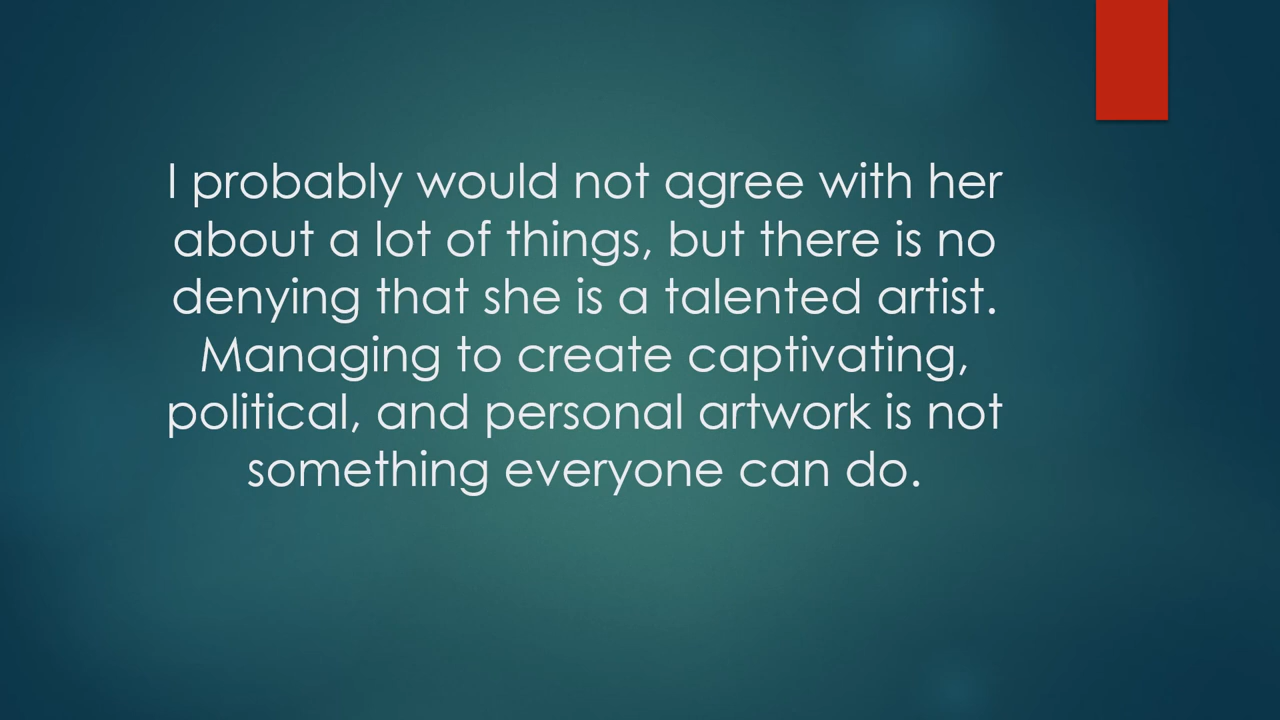 I probably would not agree with her
about a lot of things, but there is no
denying that she is a talented artist.
Managing to create captivating,
political, and personal artwork is not
something everyone can do.